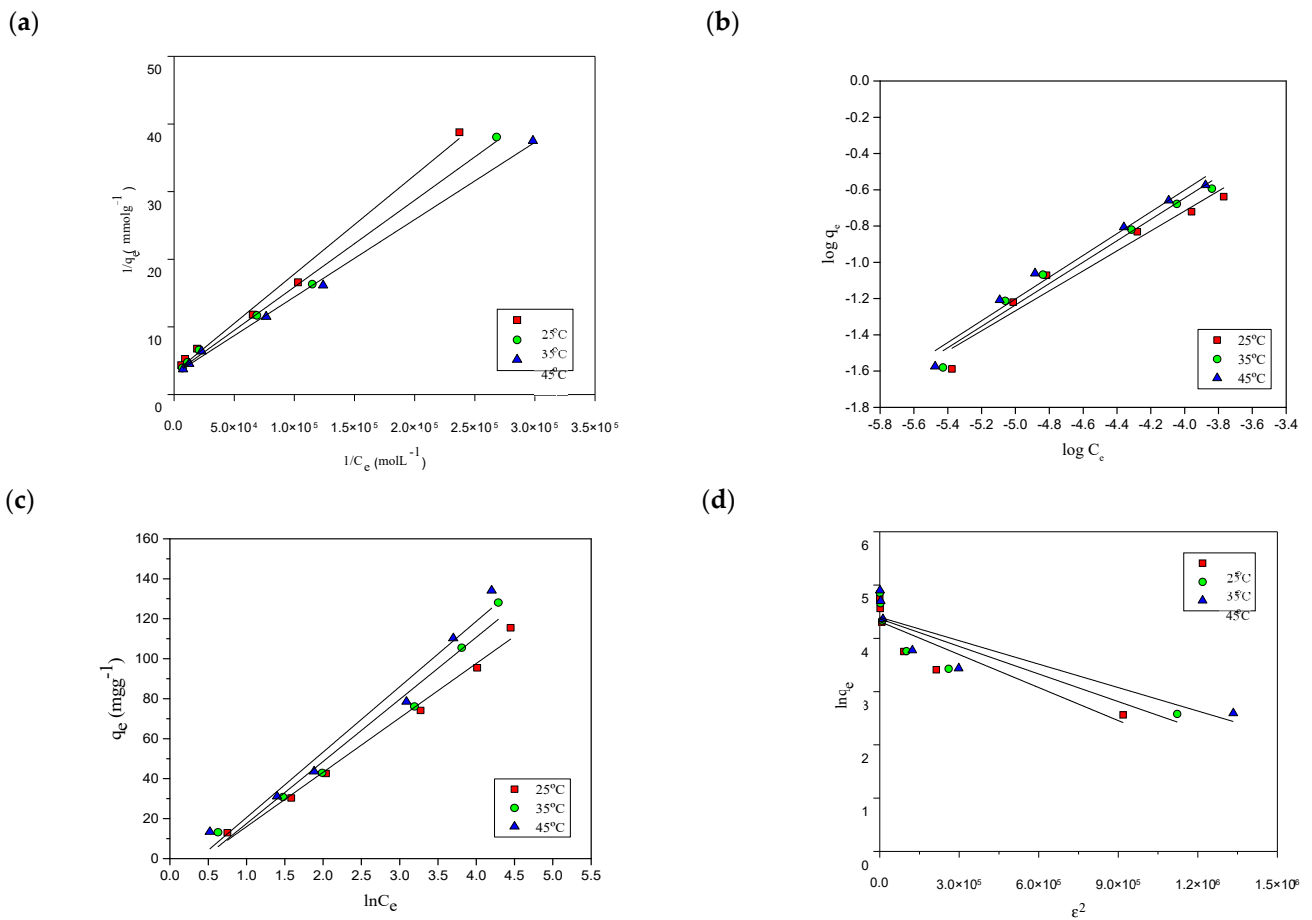 (a)
50
40
30
20
10
0
1/qe( mmolg-1 )
25°C
35°C
45°C
0.0 5.0×10⁴ 1.0×10⁵ 1.5×10⁵ 2.0×10⁵ 2.5×10⁵ 3.0×10⁵ 3.5×10⁵
1/Ce (molL-1)
(b)
0.0
-0.2
-0.4
-0.6
-0.8
-1.0
-1.2
-1.4
-1.6
-1.8
log qe
25ºC
35ºC
45ºC
-5.8 -5.6 -5.4 -5.2 -5.0 -4.8 -4.6 -4.4 -4.2 -4.0 -3.8 -3.6 -3.4
log Ce
(c)
160
140
120
100
80
60
40
20
0
qe (mgg-1)
25ºC
35ºC
45ºC
0.0 0.5 1.0 1.5 2.0 2.5 3.0 3.5 4.0 4.5 5.0 5.5
lnCe
(d)
6
5
4
3
2
1
0
lnqe
25°C
35°C
45°C
0.0 3.0×10⁵ 6.0×10⁵ 9.0×10⁵ 1.2×10⁶ 1.5×10⁶
ε²